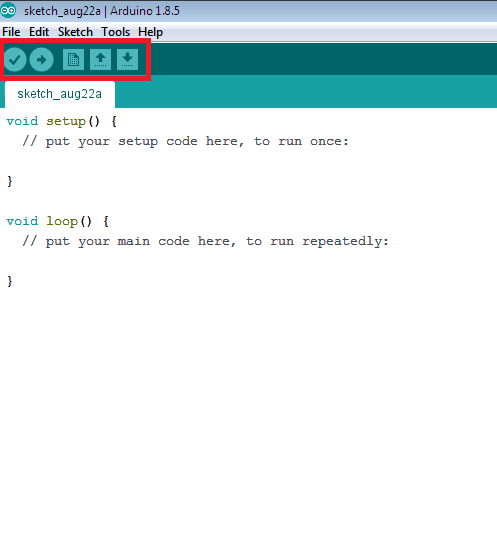 sketch_aug22a | Arduino 1.8.5
File Edit Sketch Tools Help
sketch_aug22a
void setup() {
  // put your setup code here, to run once:
}
void loop() {
  // put your main code here, to run repeatedly:
}